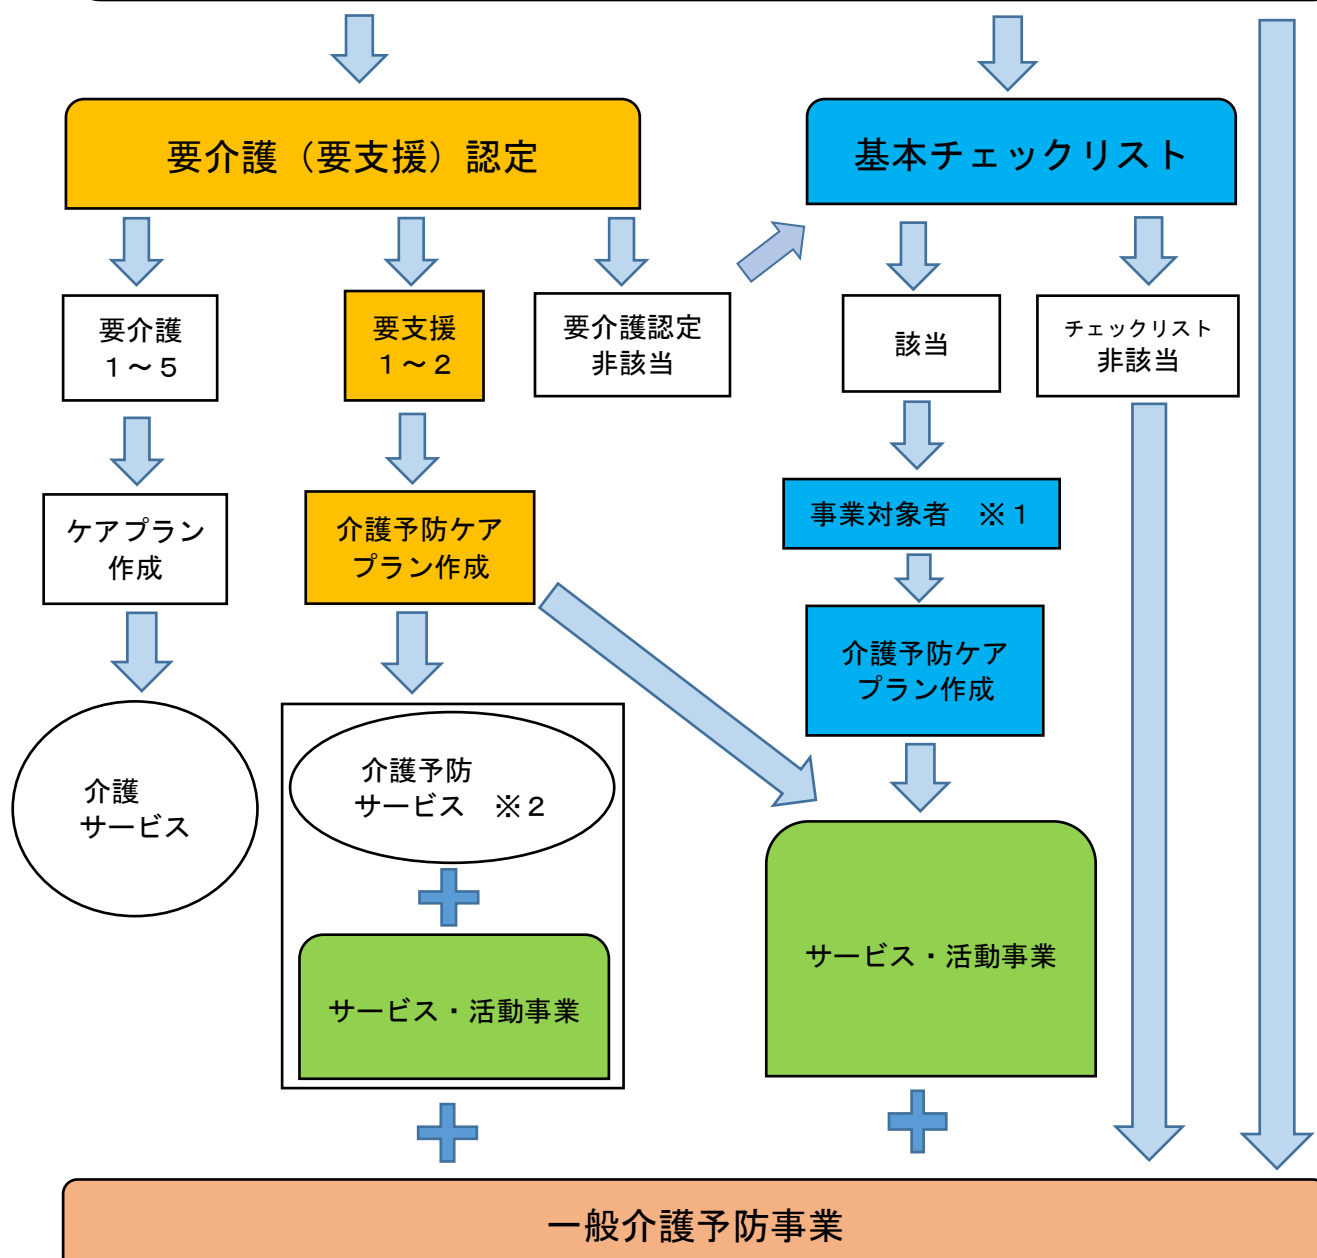 要介護（要支援）認定
基本チェックリスト
要介護
１～５
要支援
１～２
要介護認定
非該当
該当
チェックリスト
非該当
ケアプラン
作成
介護予防ケア
プラン作成
事業対象者　※１
介護予防ケア
プラン作成
介護
サービス
介護予防
サービス　※２
サービス・活動事業
サービス・活動事業
一般介護予防事業